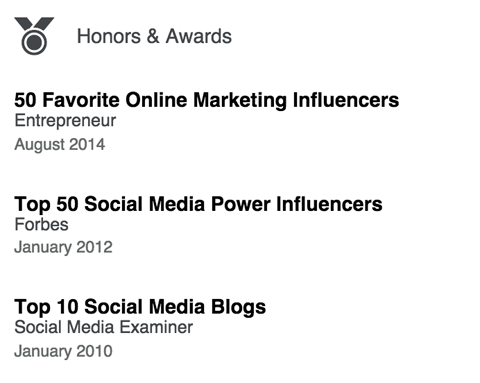 Honors & Awards
50 Favorite Online Marketing Influencers
Entrepreneur
August 2014
Top 50 Social Media Power Influencers
Forbes
January 2012
Top 10 Social Media Blogs
Social Media Examiner
January 2010